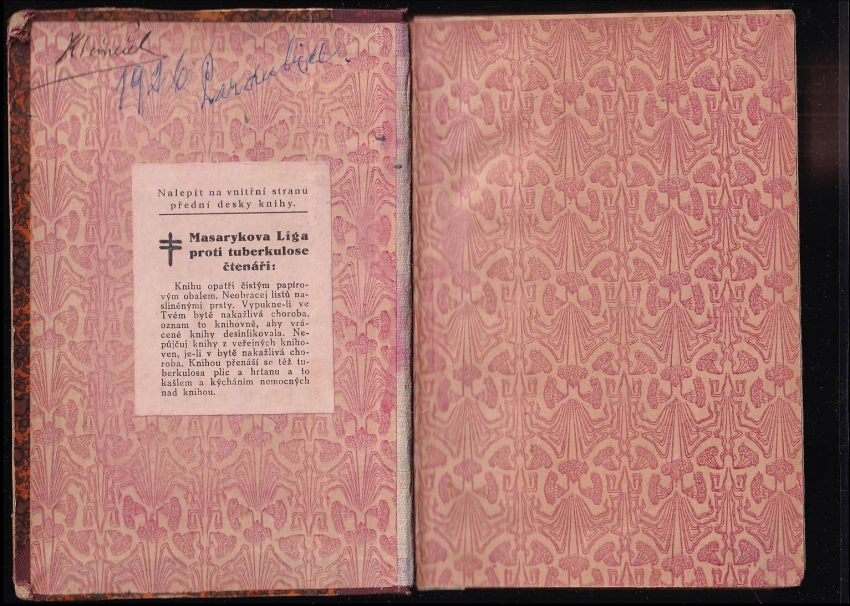 1926 Pardubice.
Nalepit na vnitřní stranu
přední desky knihy.
Masarykova Liga
proti tuberkulose
čtenáři:
Knihu opatři čistým papíro-
vým obalem. Neobracej listů na-
sliněnými prsty. Vypukne-li ve
Tvém bytě nakažlivá choroba,
oznam to knihovně, aby vrá-
cené knihy desinfikovala. Ne-
půjčuj knihy z veřejných kniho-
ven, je-li v bytě nakažlivá cho-
roba. Knihou přenáší se též tu-
berkulosa plic a hrtanu a to
kašlem a kýcháním nemocných
nad knihou.